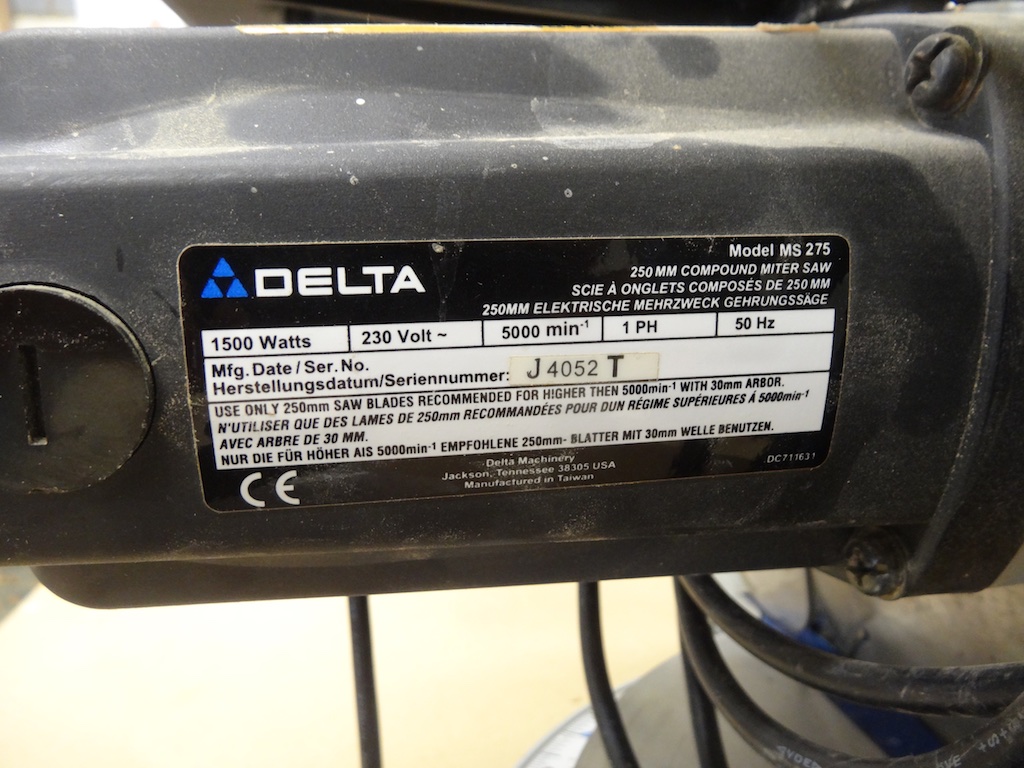 DELTA
Model MS 275
250 MM COMPOUND MITER SAW
SCIE À ONGLETS COMPOSÉS DE 250 MM
250MM ELEKTRISCHE MEHRZWECK GEHRUNGSSÄGE
1500 Watts 230 Volt ~ 5000 min-1 1 PH 50 Hz
Mfg. Date / Ser. No.
Herstellungsdatum/Seriennummer: J 4052 T
USE ONLY 250mm SAW BLADES RECOMMENDED FOR HIGHER THEN 5000min-1 WITH 30mm ARBOR.
N'UTILISER QUE DES LAMES DE 250mm RECOMMANDÉES POUR DUN RÉGIME SUPÉRIEURES Á 5000min-1
AVEC ARBRE DE 30 MM.
NUR DIE FÜR HÖHER AIS 5000min-1 EMPFOHLENE 250mm- BLATTER MIT 30mm WELLE BENUTZEN.
CE
Delta Machinery
Jackson, Tennessee 38305 USA
Manufactured in Taiwan
DC711631